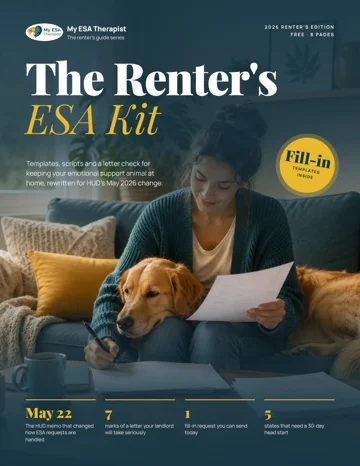 My ESA Therapist
My ESA Therapist
The renter's guide series
2026 RENTER'S EDITION
FREE · 8 PAGES
The Renter's
ESA Kit
Templates, scripts and a letter check for
keeping your emotional support animal at
home, rewritten for HUD's May 2026 change.
Fill-in
TEMPLATES
INSIDE
May 22
The HUD memo that changed
how ESA requests are
handled
7
marks of a letter your landlord
will take seriously
1
fill-in request you can send
today
5
states that need a 30-day
head start